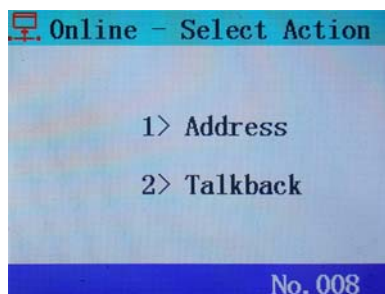 Online - Select Action
1> Address
2> Talkback
No.008